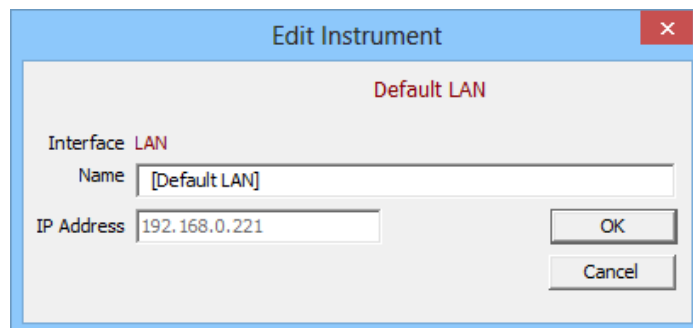 Edit Instrument
Default LAN
Interface LAN
Name [Default LAN]
IP Address 192.168.0.221
OK
Cancel